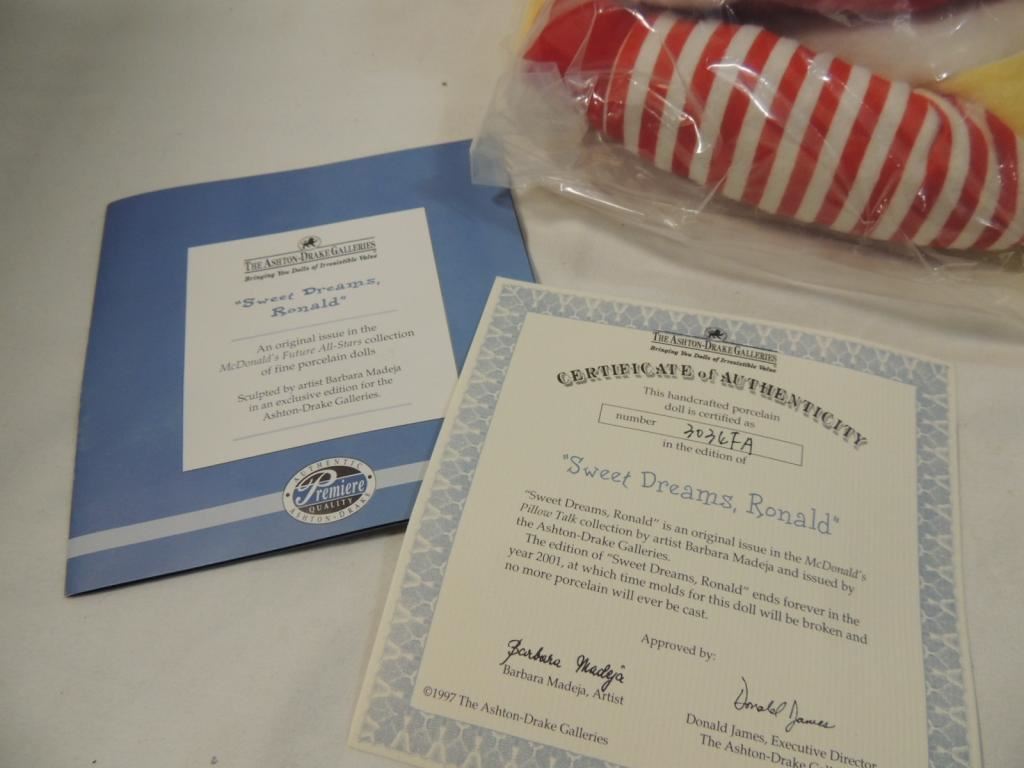 THE ASHTON-DRAKE GALLERIES
Bringing You Dolls of Irresistible Value
"Sweet Dreams,
Ronald"
An original issue in the
McDonald's Future All-Stars collection
of fine porcelain dolls
Sculpted by artist Barbara Madeja
in an exclusive edition for the
Ashton-Drake Galleries.
AUTHENTIC
Premiere
QUALITY
ASHTON-DRAKE
THE ASHTON-DRAKE GALLERIES
Bringing You Dolls of Irresistible Value
CERTIFICATE of AUTHENTICITY
This handcrafted porcelain
doll is certified as
number 3036FA
in the edition of
"Sweet Dreams, Ronald"
"Sweet Dreams, Ronald" is an original issue in the McDonald's
Pillow Talk collection by artist Barbara Madeja and issued by
the Ashton-Drake Galleries.
The edition of "Sweet Dreams, Ronald" ends forever in the
year 2001, at which time molds for this doll will be broken and
no more porcelain will ever be cast.
Approved by:
Barbara Madeja
Barbara Madeja, Artist
Donald James
Donald James, Executive Director
The Ashton-Drake
©1997 The Ashton-Drake Galleries